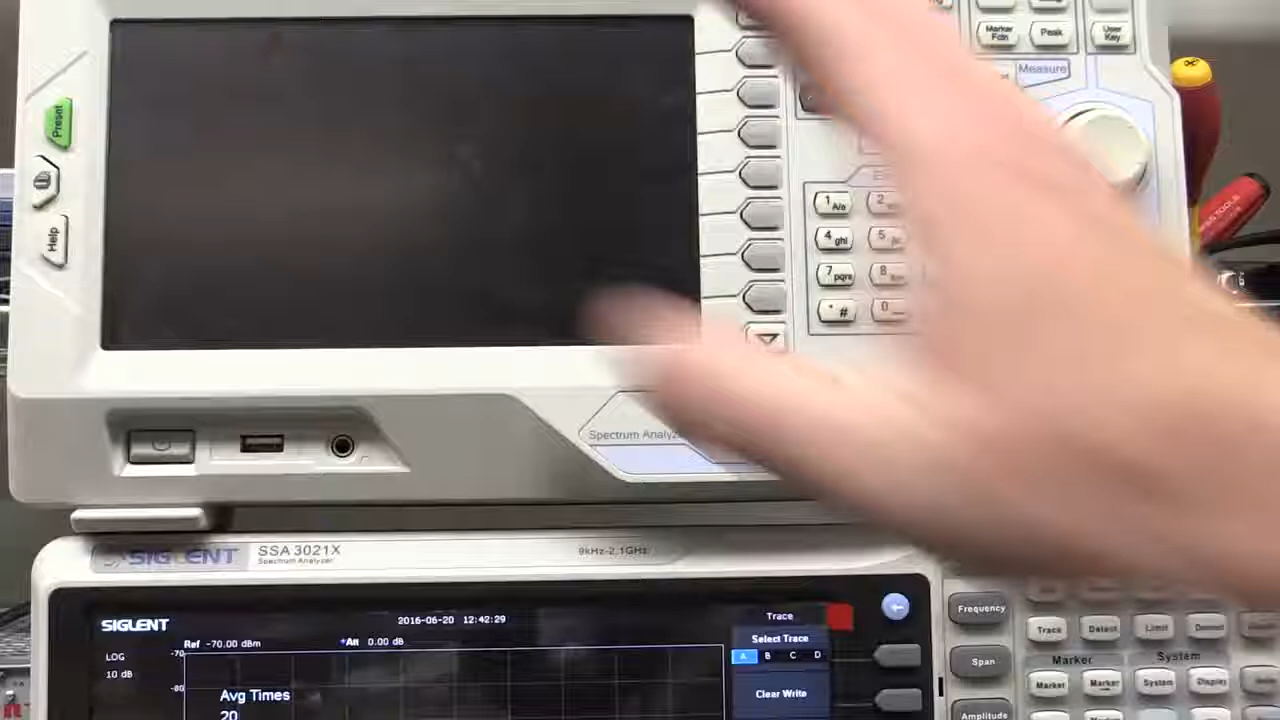 Marker
Fctn
Peak
User
Key
Measure
Preset
Help
1 A/a
2
4 ghi
5
7 pqrs
8
* #
0
Spectrum Analyz
SIGLENT
SSA 3021X
Spectrum Analyzer
9kHz-2.1GHz
SIGLENT
2016-06-20 12:42:29
Trace
Ref -70.00 dBm
*Att 0.00 dB
Select Trace
A B C D
LOG
10 dB
-70
-80
Avg Times
20
Clear Write
Frequency
Span
Amplitude
Trace
Detect
Limit
Demod
Marker
System
Marker
Marker
System
Display